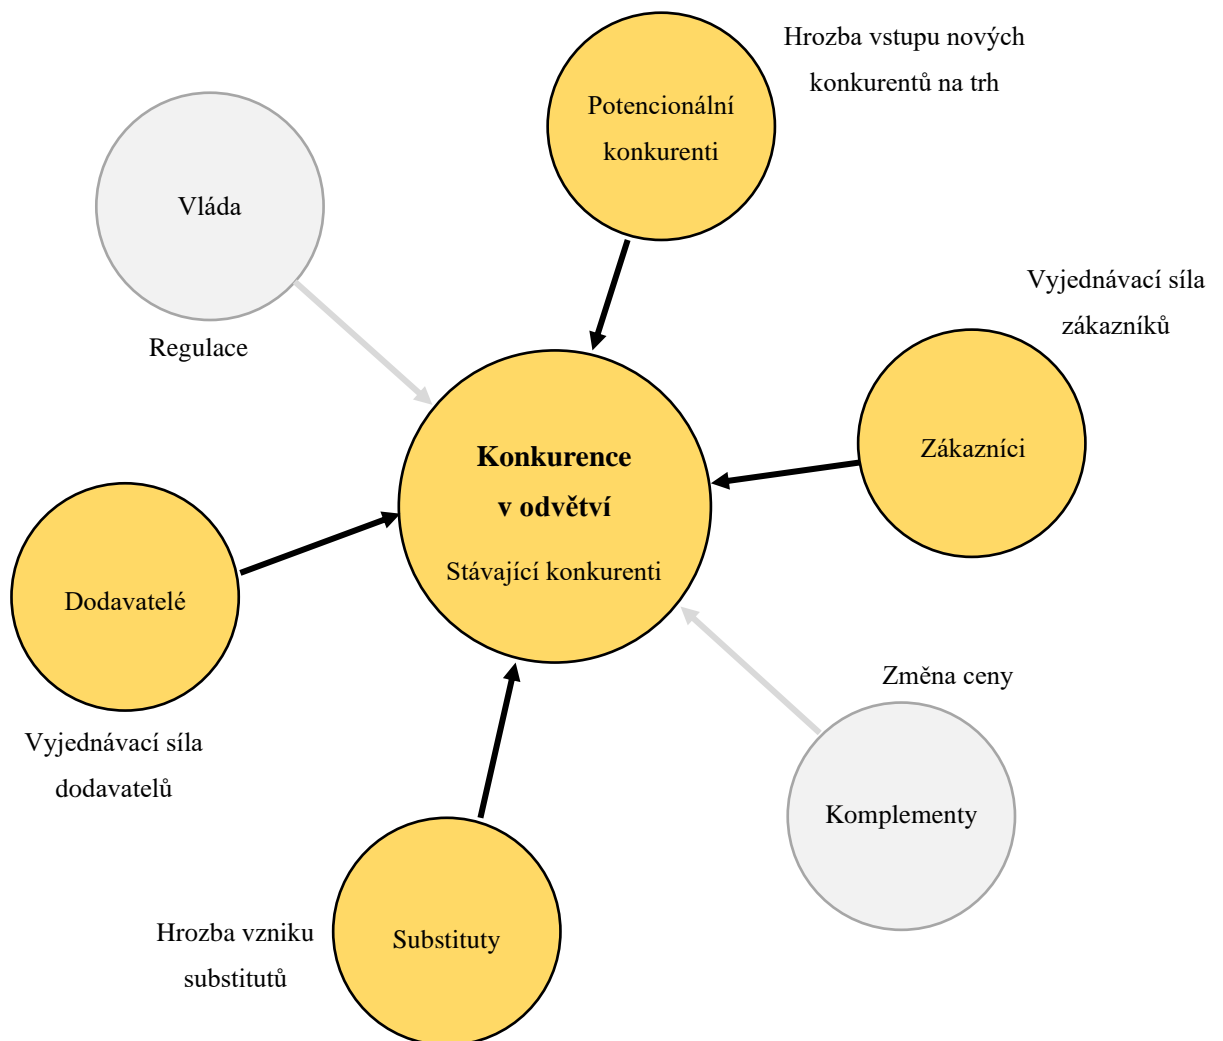 Hrozba vstupu nových
konkurentů na trh
Potencionální
konkurenti
Vláda
Regulace
Vyjednávací síla
zákazníků
Zákazníci
Konkurence
v odvětví
Stávající konkurenti
Dodavatelé
Vyjednávací síla
dodavatelů
Změna ceny
Komplementy
Substituty
Hrozba vzniku
substitutů